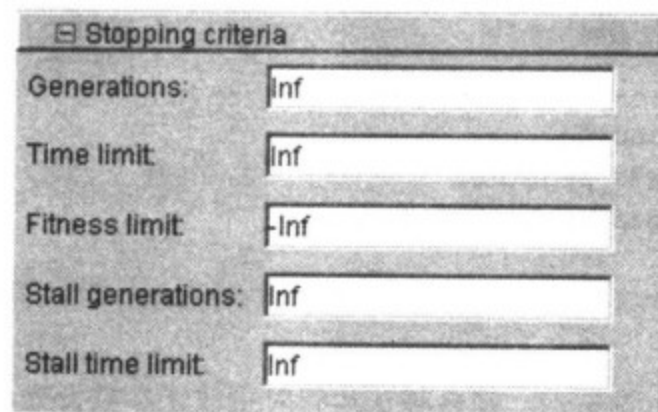 Stopping criteria
Generations: Inf
Time limit: Inf
Fitness limit: -Inf
Stall generations: Inf
Stall time limit: Inf